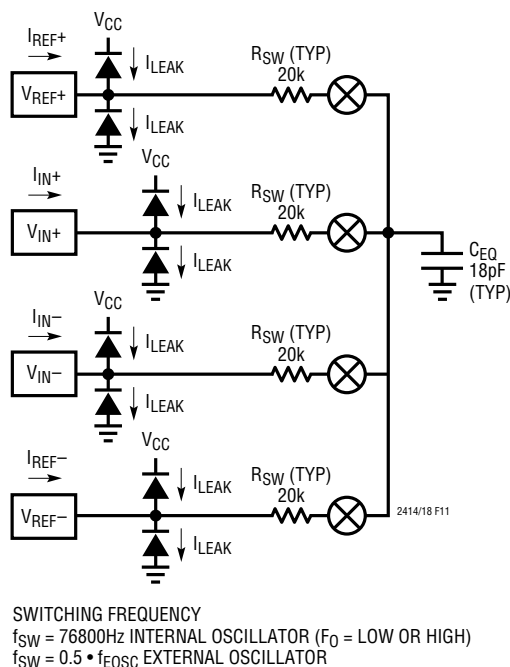 VCC
IREF+
ILEAK
RSW (TYP)
20k
VREF+
ILEAK
VCC
IIN+
ILEAK
RSW (TYP)
20k
VIN+
ILEAK
CEQ
18pF
(TYP)
VCC
IIN−
ILEAK
RSW (TYP)
20k
VIN−
ILEAK
VCC
IREF−
ILEAK
RSW (TYP)
20k
VREF−
ILEAK
2414/18 F11
SWITCHING FREQUENCY
fSW = 76800Hz INTERNAL OSCILLATOR (FO = LOW OR HIGH)
fSW = 0.5 • fEOSC EXTERNAL OSCILLATOR